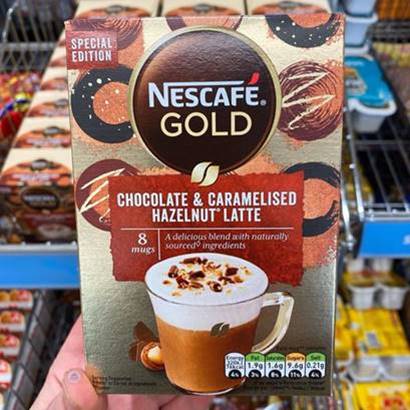 SPECIAL
EDITION
NESCAFÉ®
GOLD
CHOCOLATE & CARAMELISED
HAZELNUT* LATTE
8
mugs
A delicious blend with naturally
sourced◊ ingredients
Energy Fat Saturates Sugars Salt
1.9g 1.6g 9.6g 0.21g